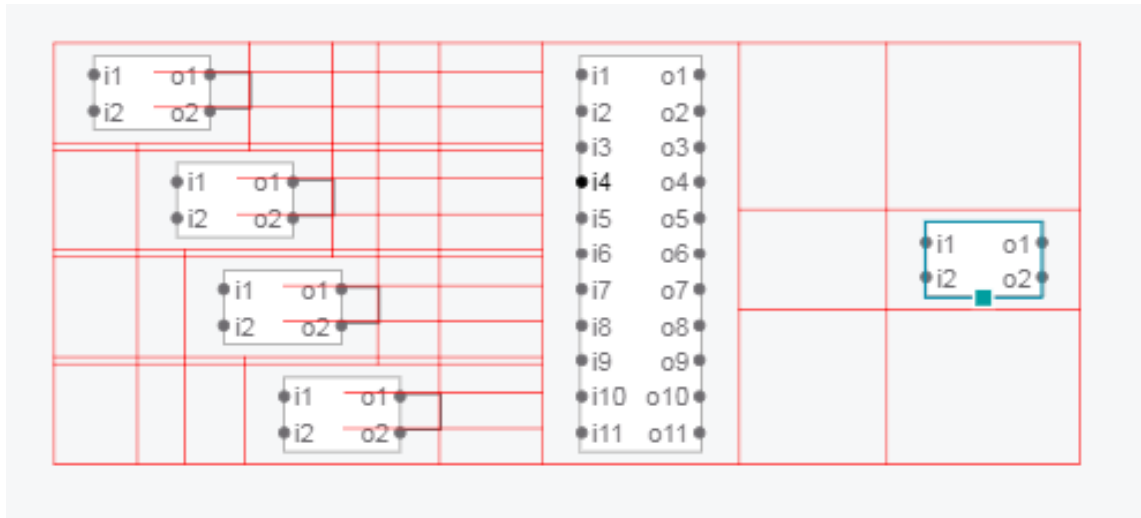 i1 o1
i2 o2
i1 o1
i2 o2
i1 o1
i2 o2
i1 o1
i2 o2
i1 o1
i2 o2
i3 o3
i4 o4
i5 o5
i6 o6
i7 o7
i8 o8
i9 o9
i10 o10
i11 o11
i1 o1
i2 o2